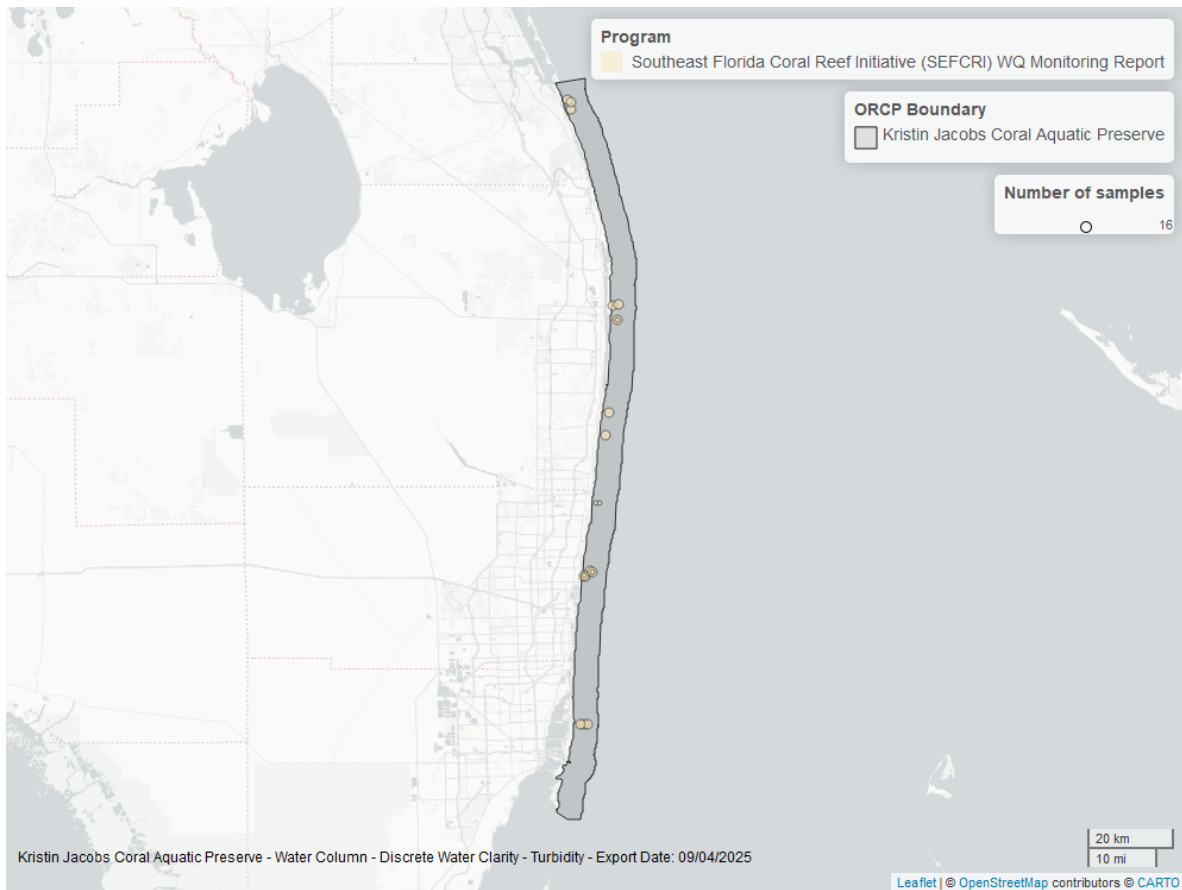 Program
Southeast Florida Coral Reef Initiative (SEFCRI) WQ Monitoring Report
ORCP Boundary
Kristin Jacobs Coral Aquatic Preserve
Number of samples
16
20 km
10 mi
Kristin Jacobs Coral Aquatic Preserve - Water Column - Discrete Water Clarity - Turbidity - Export Date: 09/04/2025
Leaflet | © OpenStreetMap contributors © CARTO